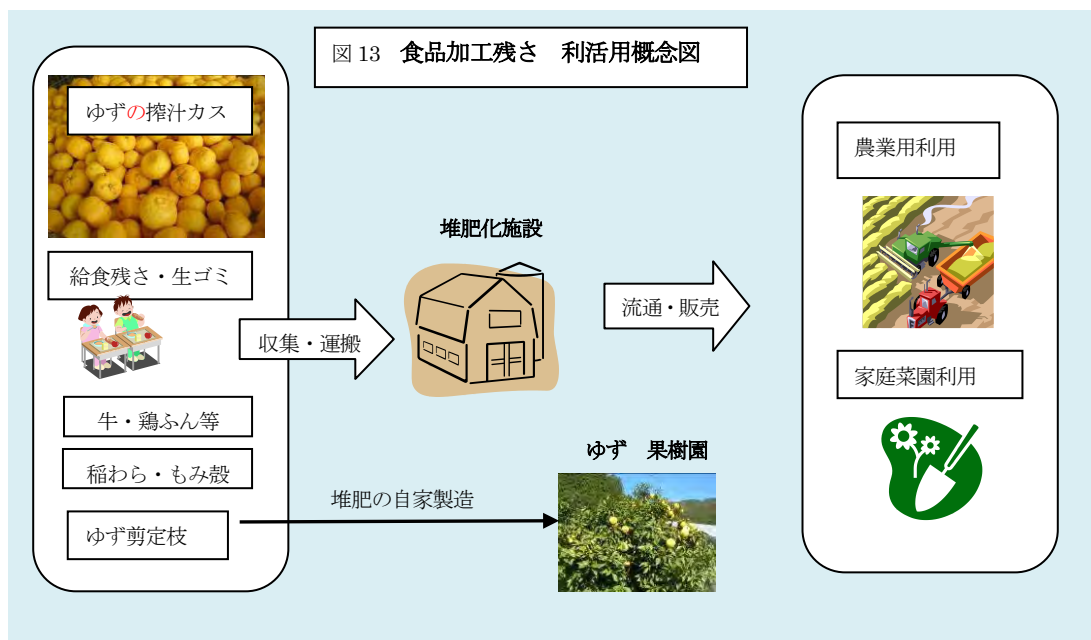 図13　食品加工残さ　利活用概念図
ゆずの搾汁カス
給食残さ・生ゴミ
牛・鶏ふん等
稲わら・もみ殻
ゆず剪定枝
収集・運搬
堆肥化施設
流通・販売
堆肥の自家製造
ゆず　果樹園
農業用利用
家庭菜園利用